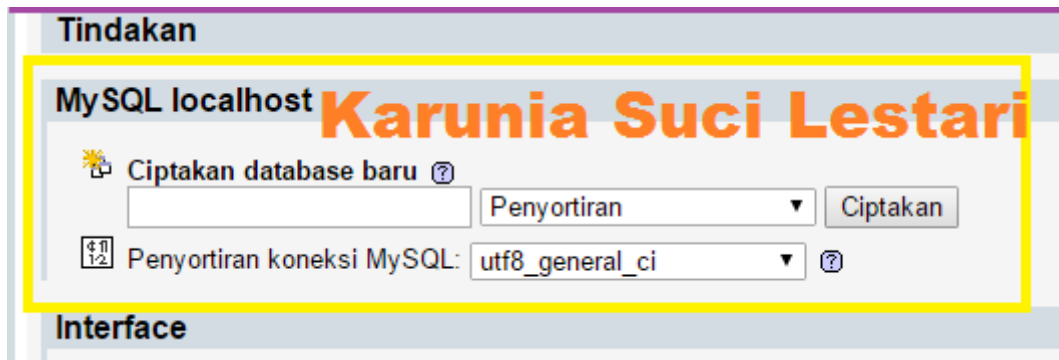 Tindakan
MySQL localhost
Karunia Suci Lestari
Ciptakan database baru
Penyortiran Ciptakan
Penyortiran koneksi MySQL: utf8_general_ci
Interface